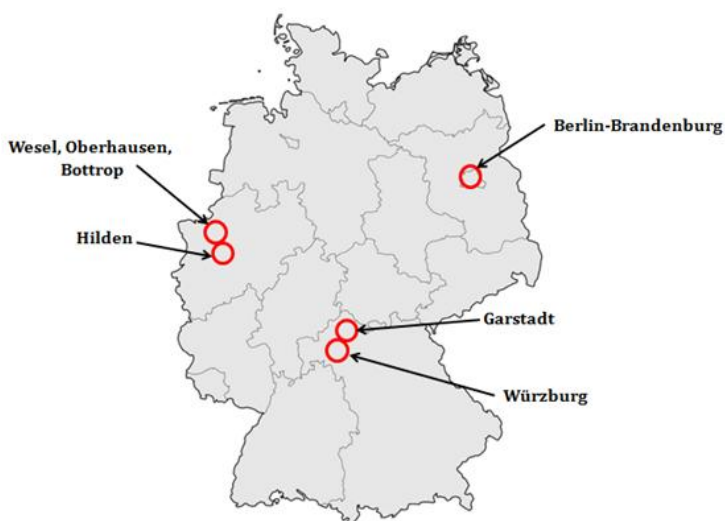 Berlin-Brandenburg
Wesel, Oberhausen,
Bottrop
Hilden
Garstadt
Würzburg